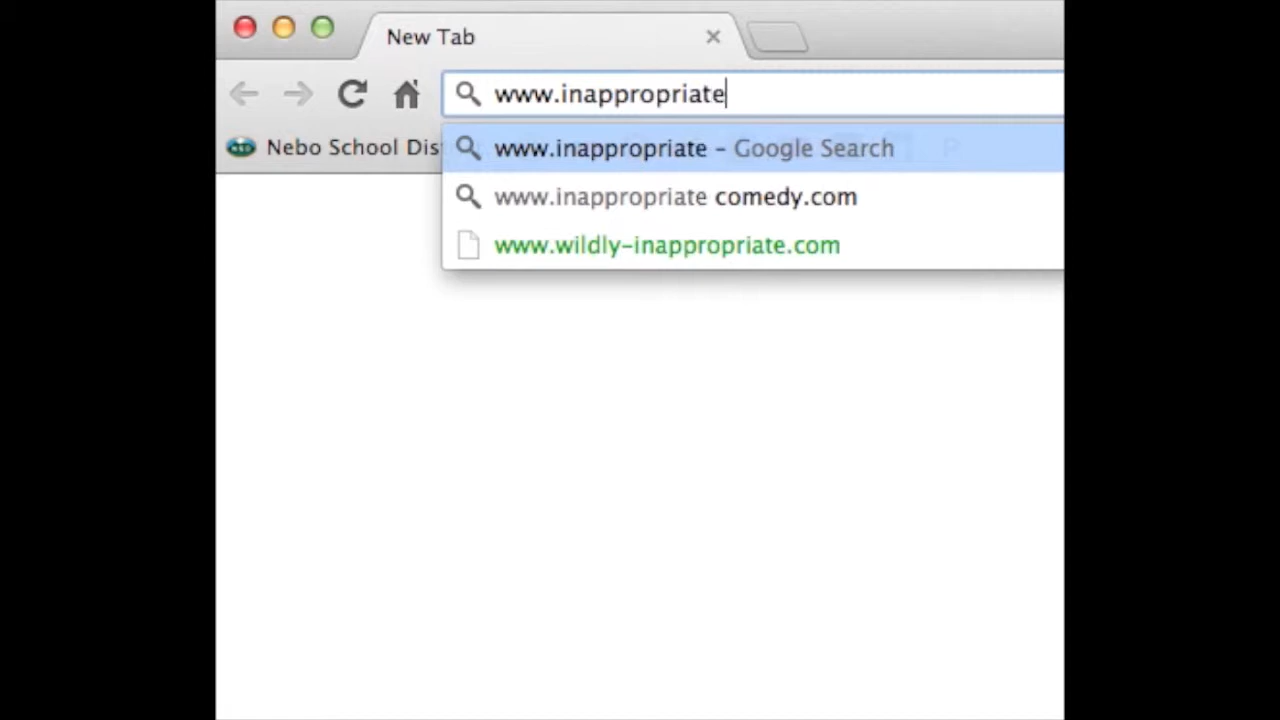 New Tab
www.inappropriate
Nebo School Dis
www.inappropriate – Google Search
www.inappropriate comedy.com
www.wildly-inappropriate.com